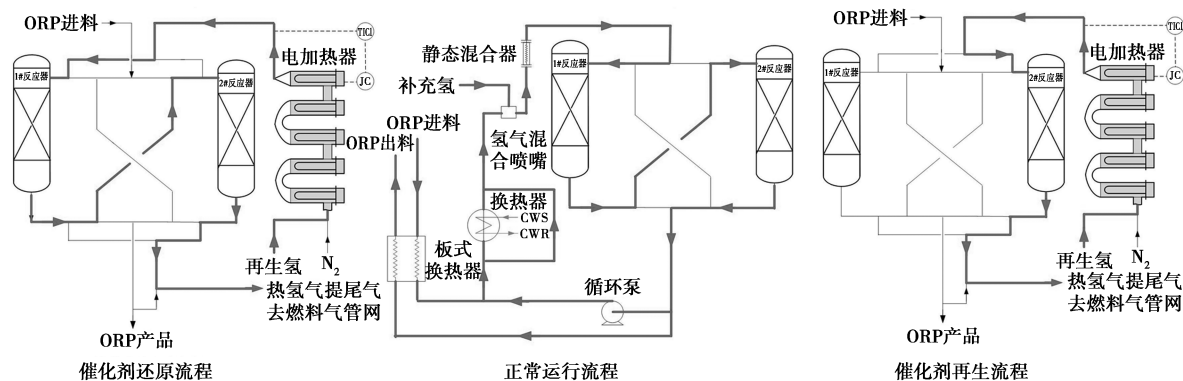 ORP进料
TICI
电加热器
JC
1#反应器
2#反应器
再生氢
N2
热氢气提尾气
去燃料气管网
ORP产品
催化剂还原流程
静态混合器
补充氢
ORP进料
ORP出料
氢气混
合喷嘴
1#反应器
2#反应器
换热器
CWS
CWR
板式
换热器
循环泵
正常运行流程
ORP进料
TICI
电加热器
JC
1#反应器
2#反应器
再生氢
N2
热氢气提尾气
去燃料气管网
ORP产品
催化剂再生流程